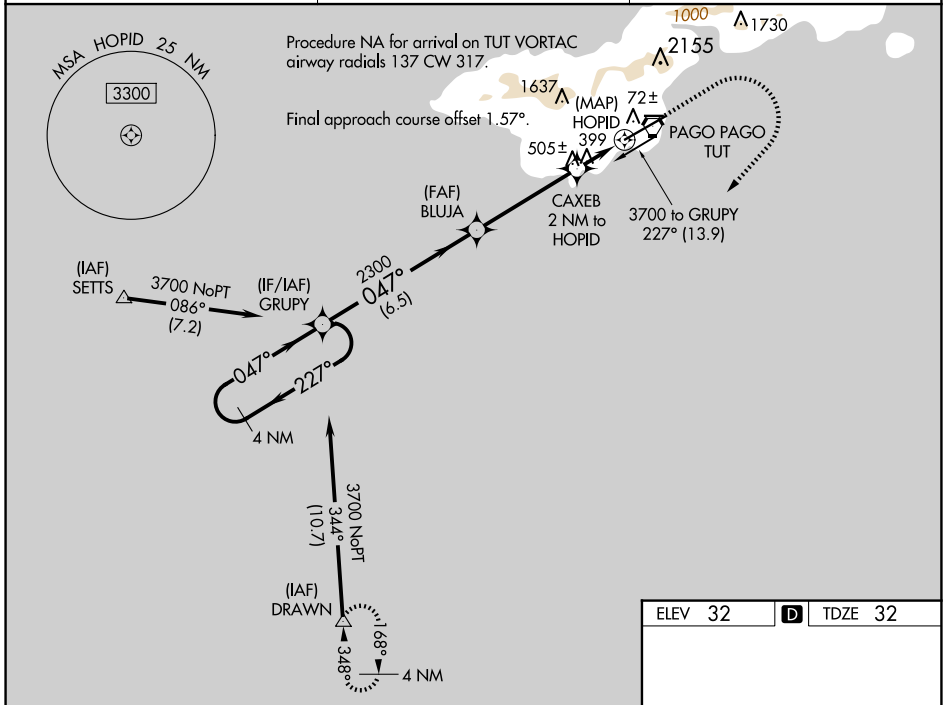 MSA HOPID 25 NM
3300
Procedure NA for arrival on TUT VORTAC
airway radials 137 CW 317.
Final approach course offset 1.57°.
1000
1730
2155
1637
72±
(MAP)
HOPID
399
505±
PAGO PAGO
TUT
CAXEB
2 NM to
HOPID
3700 to GRUPY
227° (13.9)
(FAF)
BLUJA
2300
047°
(6.5)
(IAF)
SETTS
3700 NoPT
086°
(7.2)
(IF/IAF)
GRUPY
047°
227°
4 NM
3700 NoPT
344°
(10.7)
(IAF)
DRAWN
168°
348°
4 NM
ELEV 32 D TDZE 32